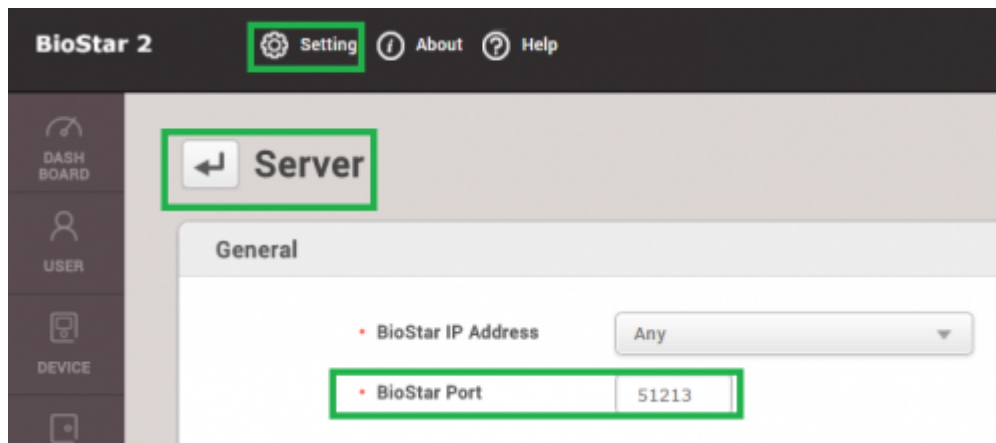 BioStar 2 Setting About Help
DASH
BOARD
Server
USER
General
BioStar IP Address Any
DEVICE
BioStar Port 51213